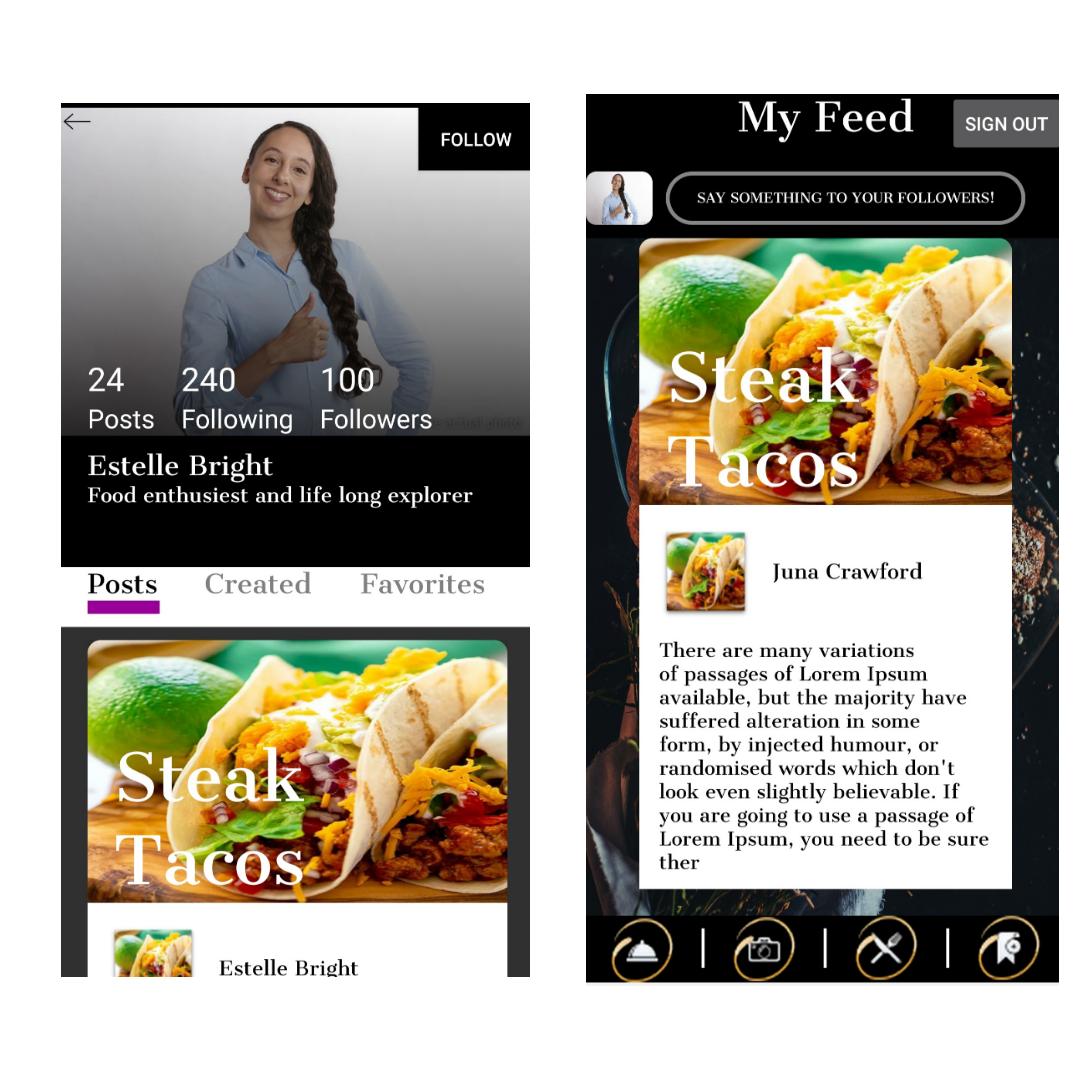 FOLLOW
24
240
100
Posts
Following
Followers
Estelle Bright
Food enthusiest and life long explorer
Posts
Created
Favorites
Steak
Tacos
Estelle Bright
My Feed
SIGN OUT
SAY SOMETHING TO YOUR FOLLOWERS!
Steak
Tacos
Juna Crawford
There are many variations
of passages of Lorem Ipsum
available, but the majority have
suffered alteration in some
form, by injected humour, or
randomised words which don't
look even slightly believable. If
you are going to use a passage of
Lorem Ipsum, you need to be sure
ther